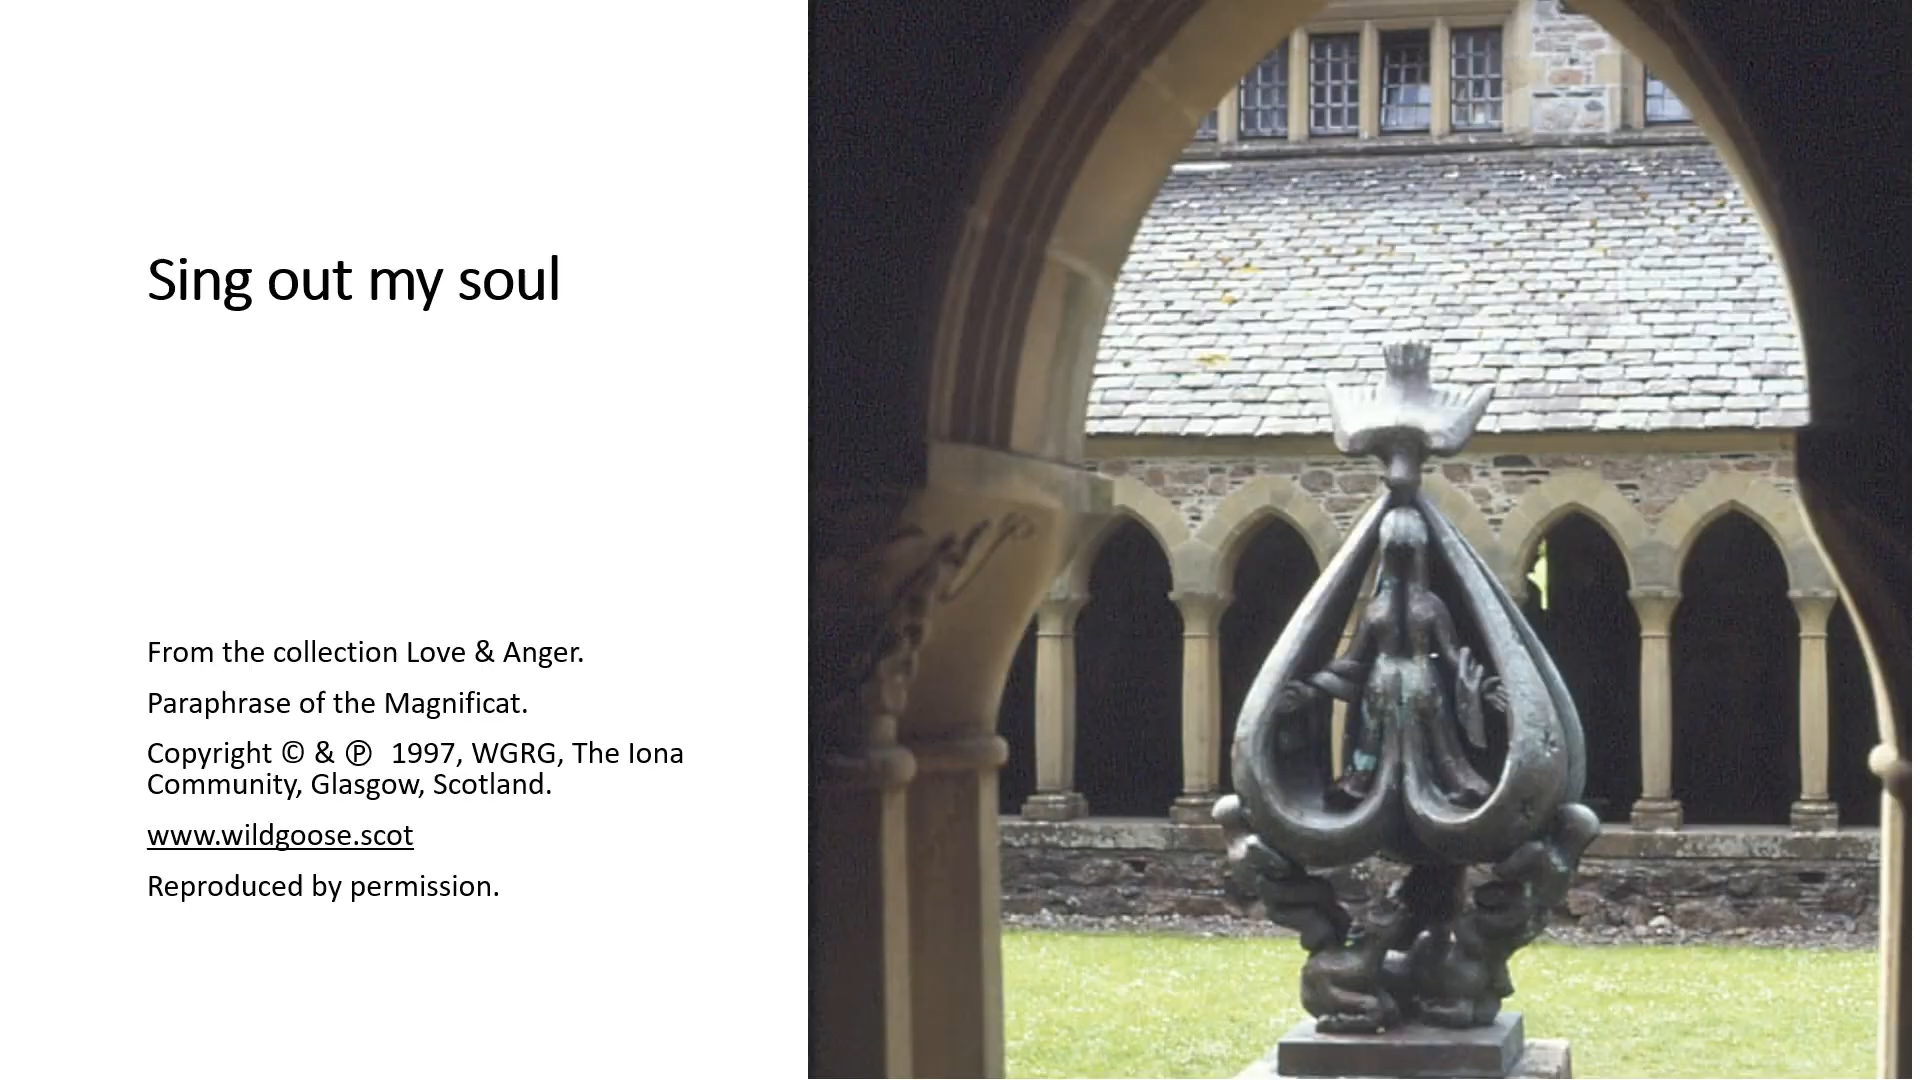 Sing out my soul
From the collection Love & Anger.
Paraphrase of the Magnificat.
Copyright © & ℗ 1997, WGRG, The Iona
Community, Glasgow, Scotland.
www.wildgoose.scot
Reproduced by permission.